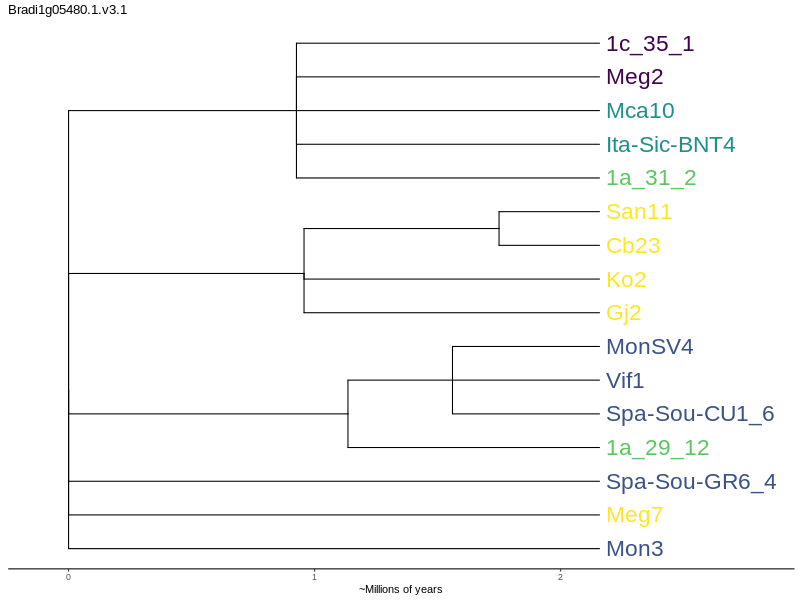 Bradi1g05480.1.v3.1
1c_35_1
Meg2
Mca10
Ita-Sic-BNT4
1a_31_2
San11
Cb23
Ko2
Gj2
MonSV4
Vif1
Spa-Sou-CU1_6
1a_29_12
Spa-Sou-GR6_4
Meg7
Mon3
0 1 2
~Millions of years